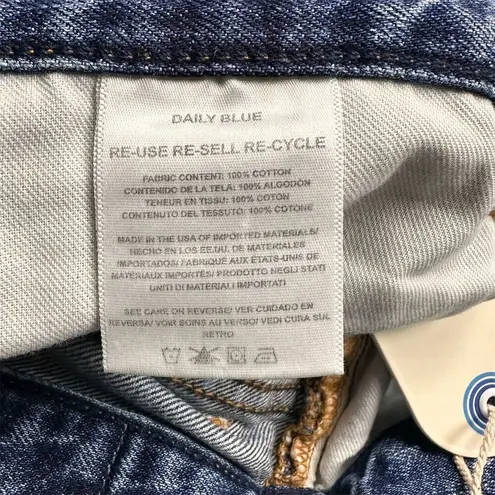 DAILY BLUE
RE-USE RE-SELL RE-CYCLE
FABRIC CONTENT: 100% COTTON
CONTENIDO DE LA TELA: 100% ALGODON
TENEUR EN TISSU: 100% COTON
CONTENUTO DEL TESSUTO: 100% COTONE
MADE IN THE USA OF IMPORTED MATERIALS/
HECHO EN LOS EE.UU. DE MATERIALES
IMPORTADOS/ FABRIQUE AUX ÉTATS-UNIS DE
MATÉRIAUX IMPORTÉS/ PRODOTTO NEGLI STATI
UNITI DI MATERIALI IMPORTATI
SEE CARE ON REVERSE/ VER CUIDADO EN
REVERSA/ VOIR SOINS AU VERSO/ VEDI CURA SUL
RETRO